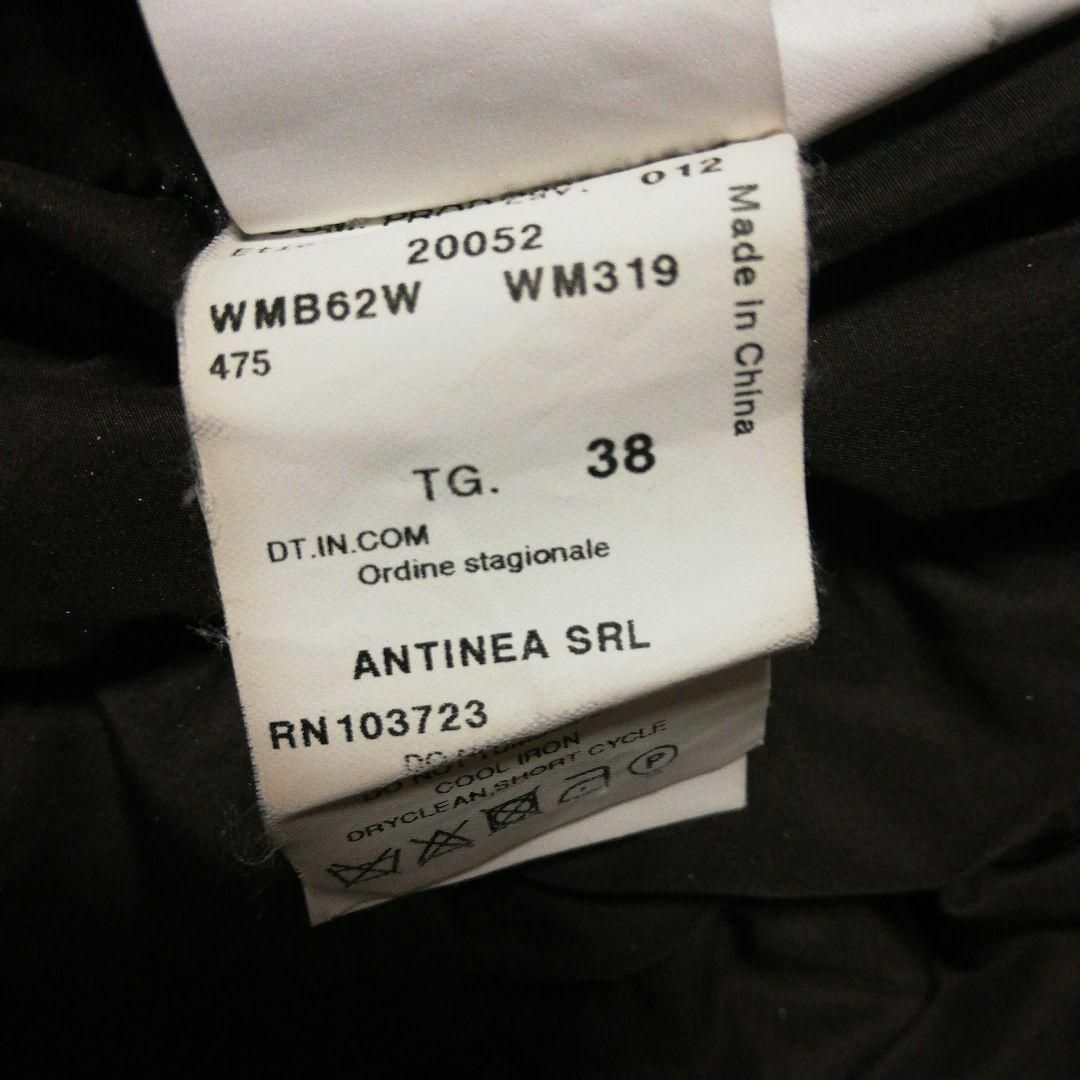 012
20052
WMB62W WM319
475
TG. 38
DT.IN.COM
Ordine stagionale
ANTINEA SRL
RN103723
COOL IRON
DRYCLEAN,SHORT CYCLE
P
Made in China